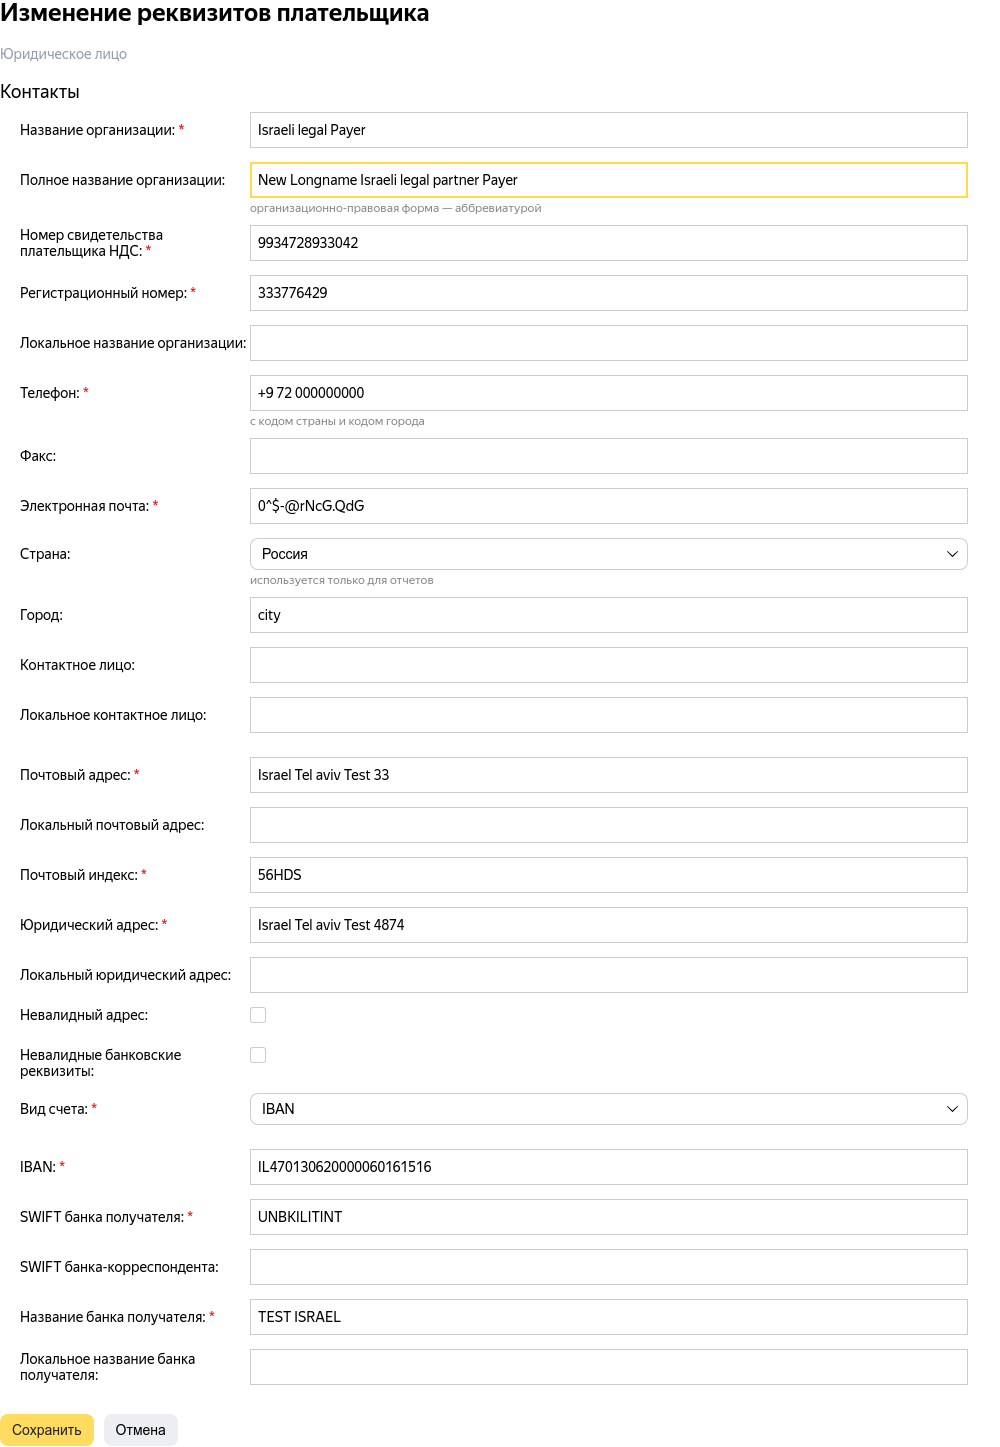 Изменение реквизитов плательщика
Юридическое лицо
Контакты
Название организации: * Israeli legal Payer
Полное название организации: New Longname Israeli legal partner Payer
организационно-правовая форма — аббревиатурой
Номер свидетельства
плательщика НДС: * 9934728933042
Регистрационный номер: * 333776429
Локальное название организации:
Телефон: * +9 72 000000000
с кодом страны и кодом города
Факс:
Электронная почта: * 0^$-@rNcG.QdG
Страна: Россия
используется только для отчетов
Город: city
Контактное лицо:
Локальное контактное лицо:
Почтовый адрес: * Israel Tel aviv Test 33
Локальный почтовый адрес:
Почтовый индекс: * 56HDS
Юридический адрес: * Israel Tel aviv Test 4874
Локальный юридический адрес:
Невалидный адрес:
Невалидные банковские
реквизиты:
Вид счета: * IBAN
IBAN: * IL470130620000060161516
SWIFT банка получателя: * UNBKILITINT
SWIFT банка-корреспондента:
Название банка получателя: * TEST ISRAEL
Локальное название банка
получателя:
Сохранить Отмена